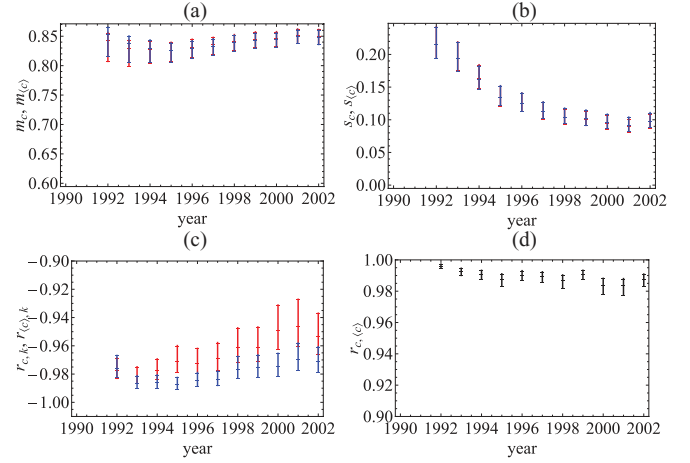 (a)
m_c, m_⟨c⟩
0.85
0.80
0.75
0.70
0.65
0.60
1990 1992 1994 1996 1998 2000 2002
year
(b)
s_c, s_⟨c⟩
0.20
0.15
0.10
0.05
0.00
1990 1992 1994 1996 1998 2000 2002
year
(c)
r_{c,k}, r_{⟨c⟩,k}
−0.90
−0.92
−0.94
−0.96
−0.98
−1.00
1990 1992 1994 1996 1998 2000 2002
year
(d)
r_{c,⟨c⟩}
1.00
0.98
0.96
0.94
0.92
0.90
1990 1992 1994 1996 1998 2000 2002
year